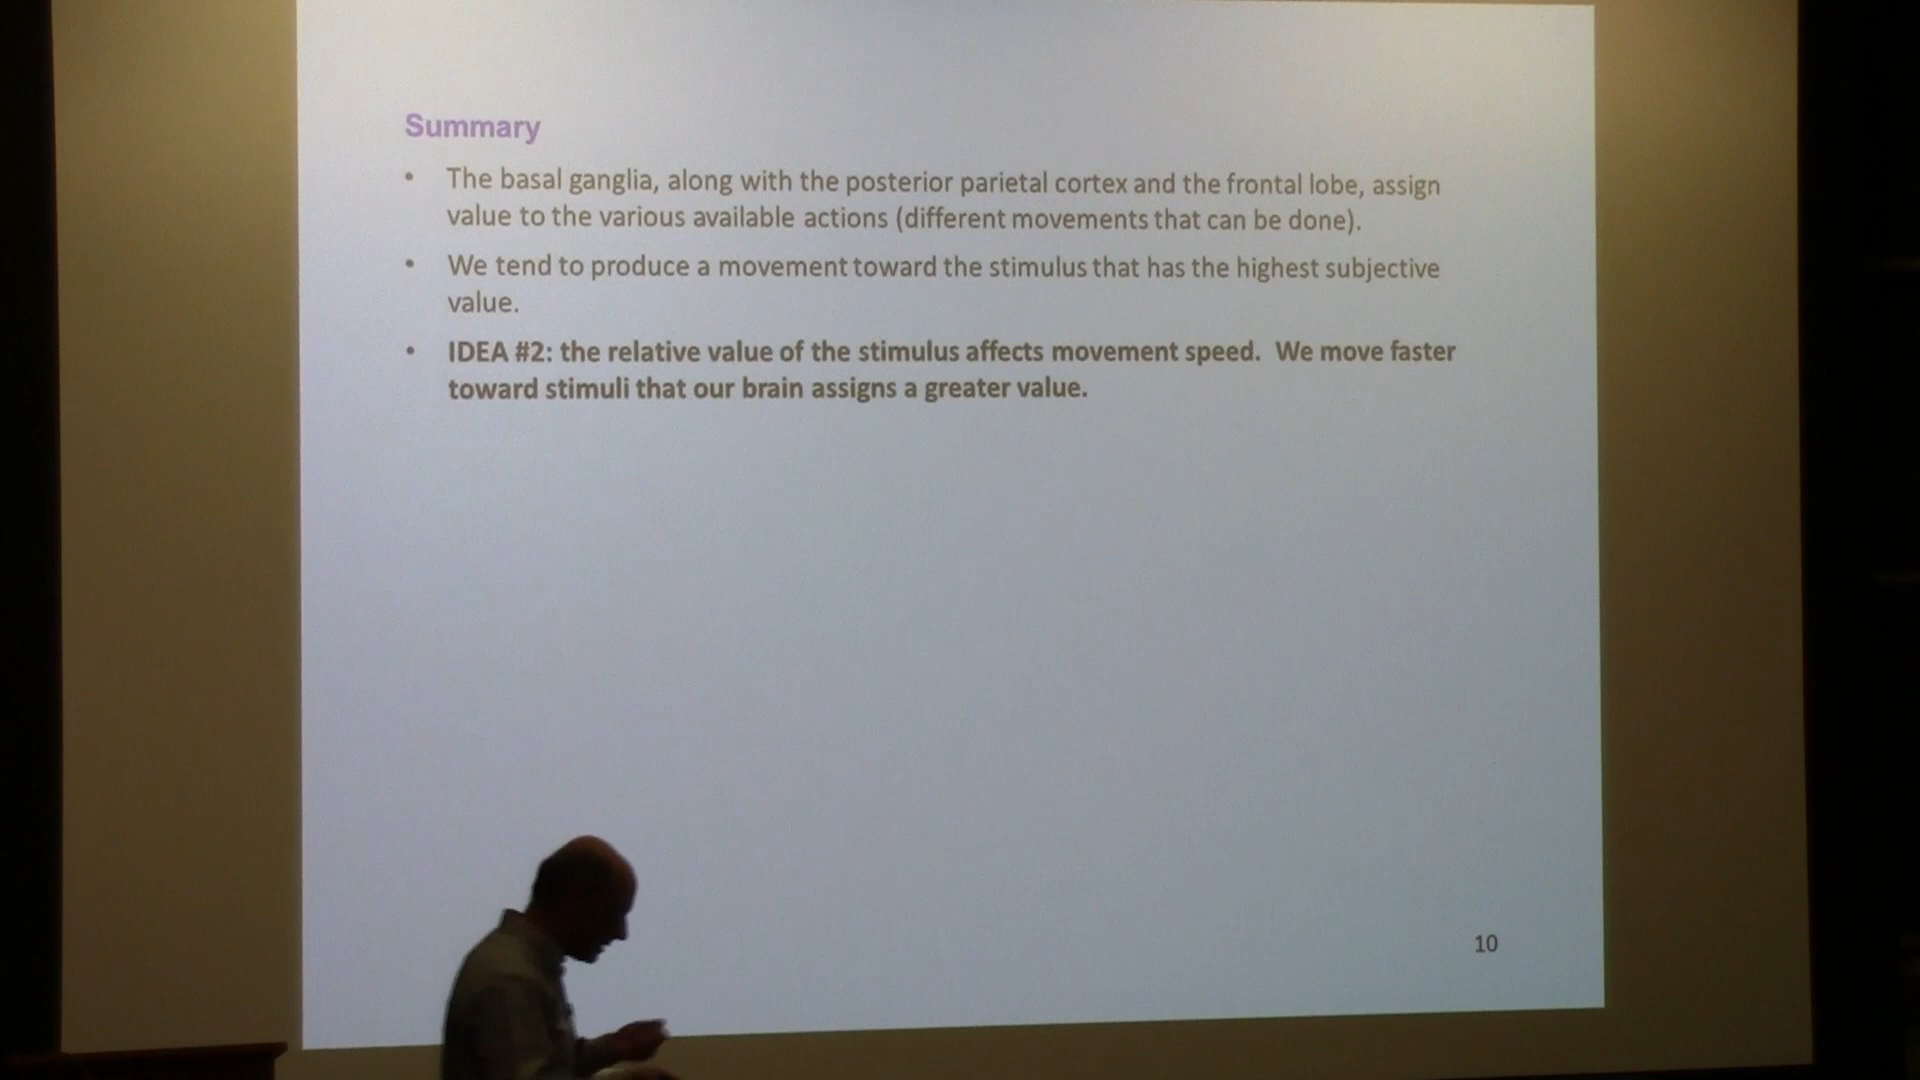 Summary
• The basal ganglia, along with the posterior parietal cortex and the frontal lobe, assign
value to the various available actions (different movements that can be done).
• We tend to produce a movement toward the stimulus that has the highest subjective
value.
• IDEA #2: the relative value of the stimulus affects movement speed. We move faster
toward stimuli that our brain assigns a greater value.
10